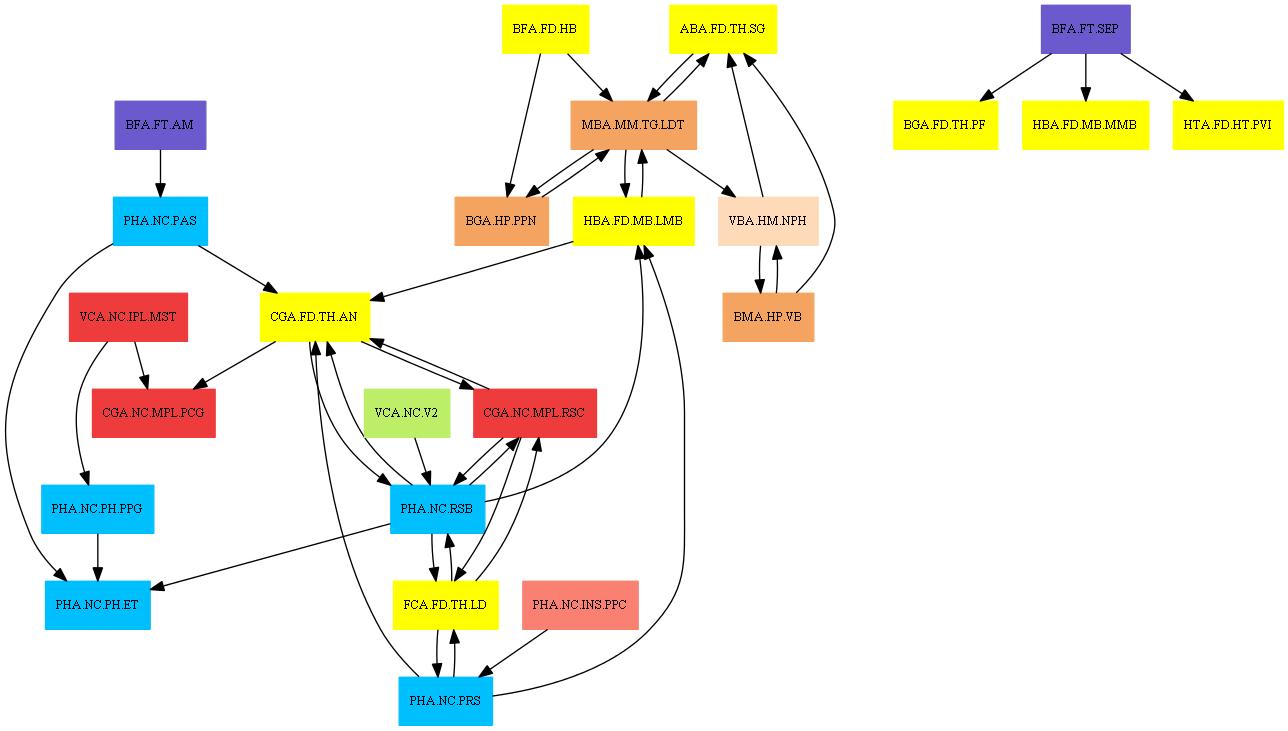 BFA.FD.HB
ABA.FD.TH.SG
BFA.FT.SEP
BFA.FT.AM
MBA.MM.TG.LDT
BGA.FD.TH.PF
HBA.FD.MB.MMB
HTA.FD.HT.PVI
PHA.NC.PAS
BGA.HP.PPN
HBA.FD.MB.LMB
VBA.HM.NPH
VCA.NC.IPL.MST
CGA.FD.TH.AN
BMA.HP.VB
CGA.NC.MPL.PCG
VCA.NC.V2
CGA.NC.MPL.RSC
PHA.NC.PH.PPG
PHA.NC.RSB
PHA.NC.PH.ET
FCA.FD.TH.LD
PHA.NC.INS.PPC
PHA.NC.PRS